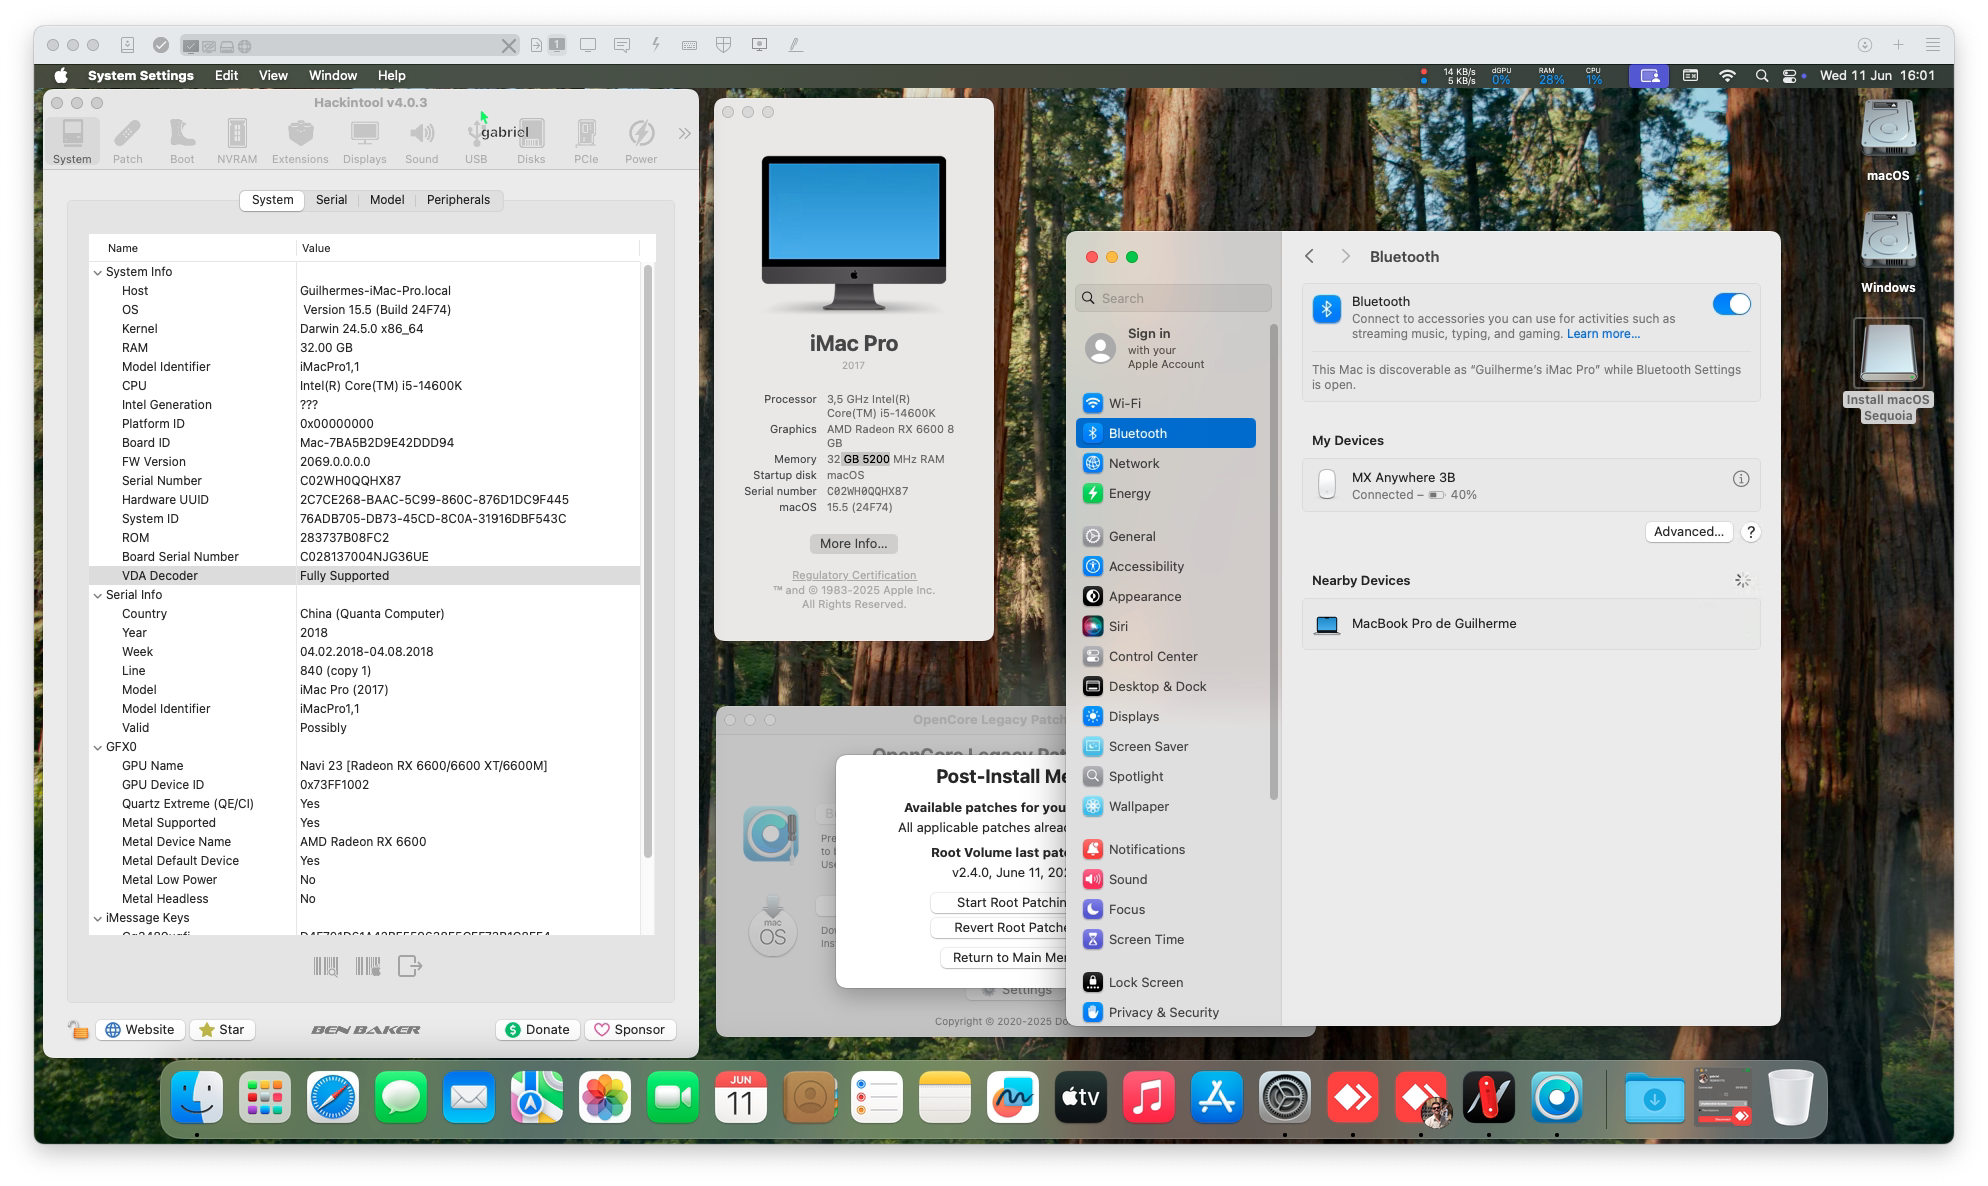 1
System Settings Edit View Window Help
14 KB/s
5 KB/s
dGPU
0%
RAM
28%
CPU
1%
Wed 11 Jun 16:01
Hackintool v4.0.3
gabriel
System Patch Boot NVRAM Extensions Displays Sound USB Disks PCIe Power
System Serial Model Peripherals
Name Value
System Info
Host Guilhermes-iMac-Pro.local
OS Version 15.5 (Build 24F74)
Kernel Darwin 24.5.0 x86_64
RAM 32.00 GB
Model Identifier iMacPro1,1
CPU Intel(R) Core(TM) i5-14600K
Intel Generation ???
Platform ID 0x00000000
Board ID Mac-7BA5B2D9E42DDD94
FW Version 2069.0.0.0.0
Serial Number C02WH0QQHX87
Hardware UUID 2C7CE268-BAAC-5C99-860C-876D1DC9F445
System ID 76ADB705-DB73-45CD-8C0A-31916DBF543C
ROM 283737B08FC2
Board Serial Number C028137004NJG36UE
VDA Decoder Fully Supported
Serial Info
Country China (Quanta Computer)
Year 2018
Week 04.02.2018-04.08.2018
Line 840 (copy 1)
Model iMac Pro (2017)
Model Identifier iMacPro1,1
Valid Possibly
GFX0
GPU Name Navi 23 [Radeon RX 6600/6600 XT/6600M]
GPU Device ID 0x73FF1002
Quartz Extreme (QE/CI) Yes
Metal Supported Yes
Metal Device Name AMD Radeon RX 6600
Metal Default Device Yes
Metal Low Power No
Metal Headless No
iMessage Keys
Website Star BEN BAKER Donate Sponsor
iMac Pro
2017
Processor 3,5 GHz Intel(R)
Core(TM) i5-14600K
Graphics AMD Radeon RX 6600 8
GB
Memory 32 GB 5200 MHz RAM
Startup disk macOS
Serial number C02WH0QQHX87
macOS 15.5 (24F74)
More Info...
Regulatory Certification
™ and © 1983-2025 Apple Inc.
All Rights Reserved.
OpenCore Legacy Patch
OpenCore Legacy Pat
Post-Install Me
Available patches for you
All applicable patches alrea
Root Volume last pat
v2.4.0, June 11, 202
Start Root Patchin
Revert Root Patche
Return to Main Mer
B
Pre
to b
Use
mac
OS
Dow
inst
Settings
Copyright © 2020-2025 Do
Search
Sign in
with your
Apple Account
Wi-Fi
Bluetooth
Network
Energy
General
Accessibility
Appearance
Siri
Control Center
Desktop & Dock
Displays
Screen Saver
Spotlight
Wallpaper
Notifications
Sound
Focus
Screen Time
Lock Screen
Privacy & Security
Bluetooth
Bluetooth
Connect to accessories you can use for activities such as
streaming music, typing, and gaming. Learn more...
This Mac is discoverable as “Guilherme’s iMac Pro” while Bluetooth Settings
is open.
My Devices
MX Anywhere 3B
Connected – 40%
Advanced... ?
Nearby Devices
MacBook Pro de Guilherme
macOS
Windows
Install macOS
Sequoia
JUN
11
tv